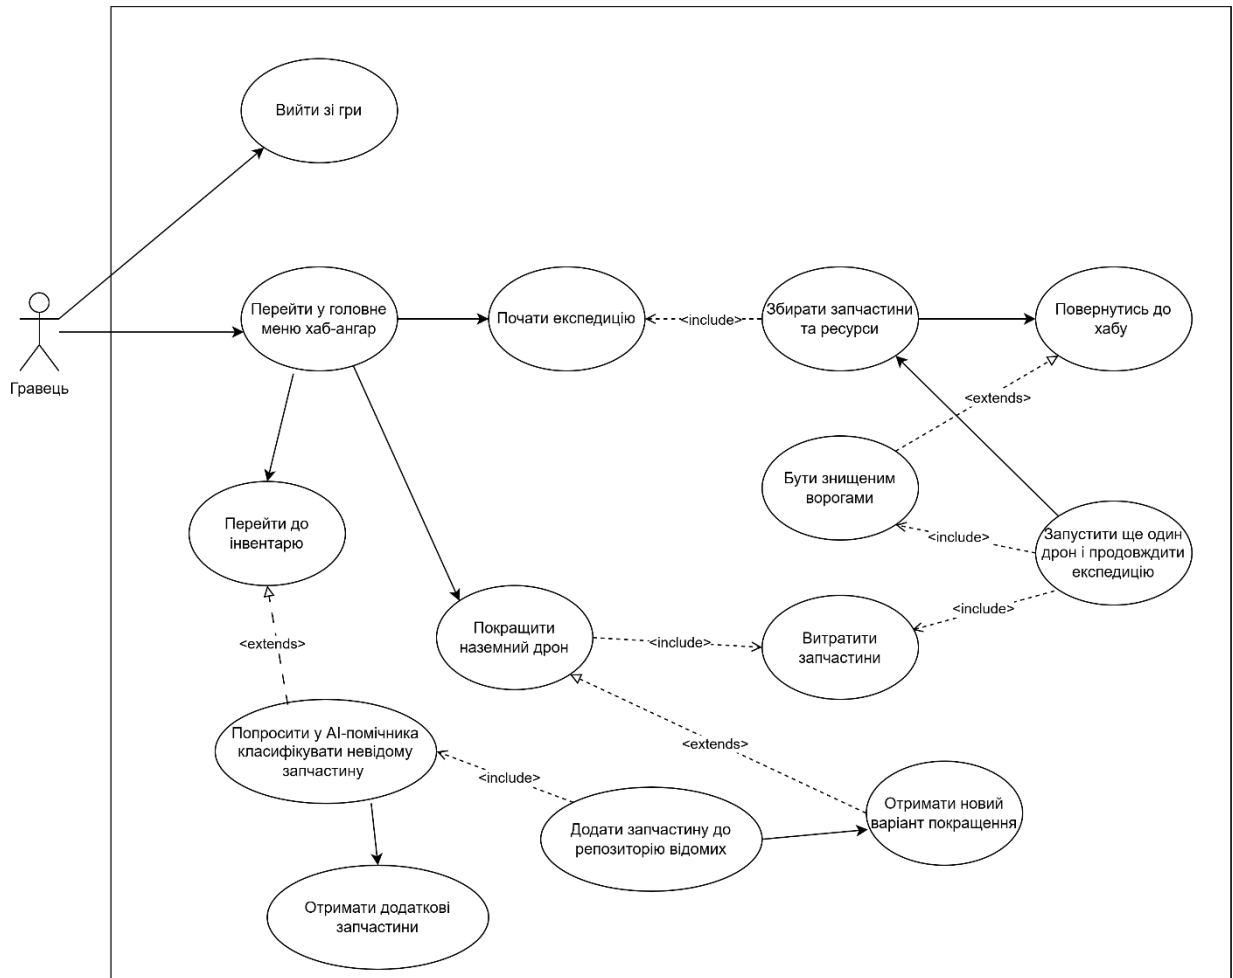 Вийти зі гри
Гравець
Перейти у головне
меню хаб-ангар
Почати експедицію
<include>
Збирати запчастини
та ресурси
Повернутись до
хабу
<extends>
Бути знищеним
ворогами
<include>
Запустити ще один
дрон і продовждити
експедицію
<include>
Перейти до
інвентарю
<extends>
Покращити
наземний дрон
<include>
Витратити
запчастини
<extends>
Попросити у AI-помічника
класифікувати невідому
запчастину
<include>
Додати запчастину до
репозиторію відомих
Отримати новий
варіант покращення
Отримати додаткові
запчастини